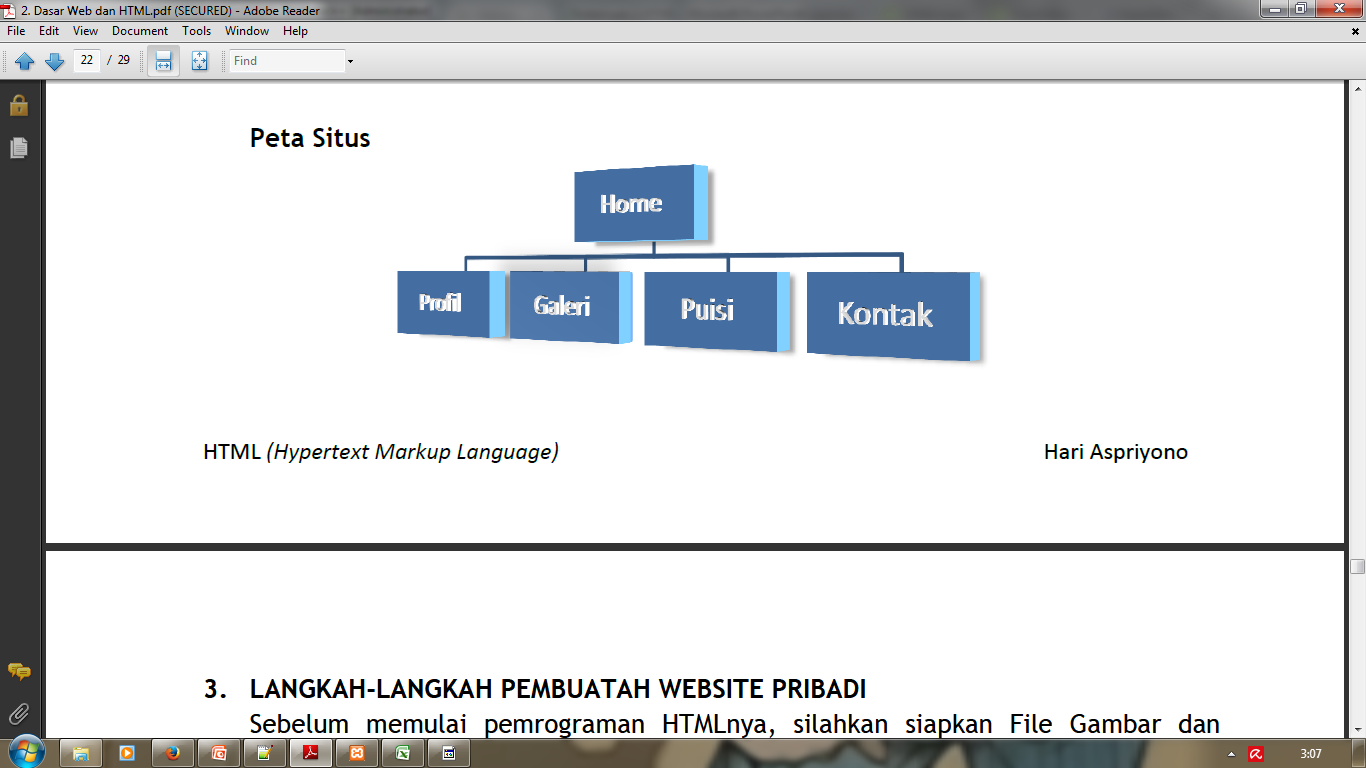 2. Dasar Web dan HTML.pdf (SECURED) - Adobe Reader
File Edit View Document Tools Window Help
22 / 29 Find
Peta Situs
Home
Profil Galeri Puisi Kontak
HTML (Hypertext Markup Language) Hari Aspriyono
3. LANGKAH-LANGKAH PEMBUATAH WEBSITE PRIBADI
Sebelum memulai pemrograman HTMLnya, silahkan siapkan File Gambar dan
3:07